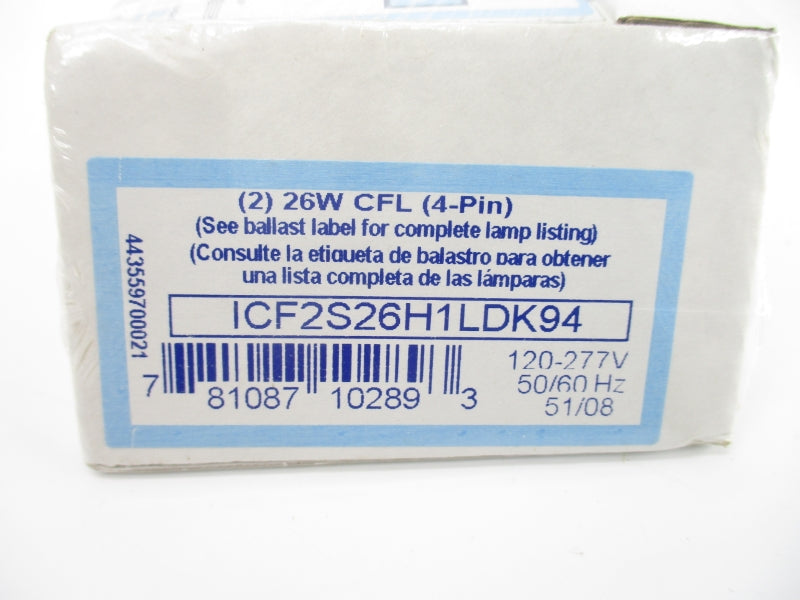 (2) 26W CFL (4-Pin)
(See ballast label for complete lamp listing)
(Consulte la etiqueta de balastro para obtener
una lista completa de las lámparas)
443559700021
ICF2S26H1LDK94
120-277V
50/60 Hz
51/08
7 81087 10289 3